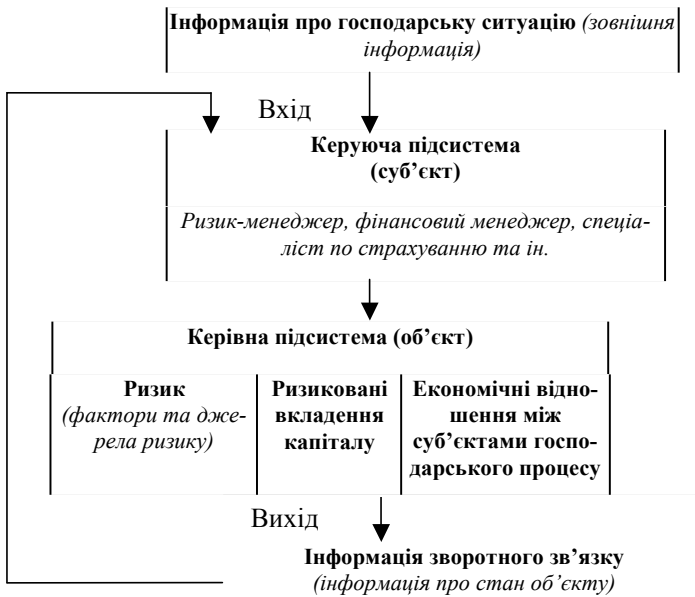 Інформація про господарську ситуацію (зовнішня
інформація)
Вхід
Керуюча підсистема
(суб’єкт)
Ризик-менеджер, фінансовий менеджер, спеціа-
ліст по страхуванню та ін.
Керівна підсистема (об’єкт)
Ризик
(фактори та дже-
рела ризику)
Ризиковані
вкладення
капіталу
Економічні відно-
шення між
суб’єктами госпо-
дарського процесу
Вихід
Інформація зворотного зв’язку
(інформація про стан об’єкту)